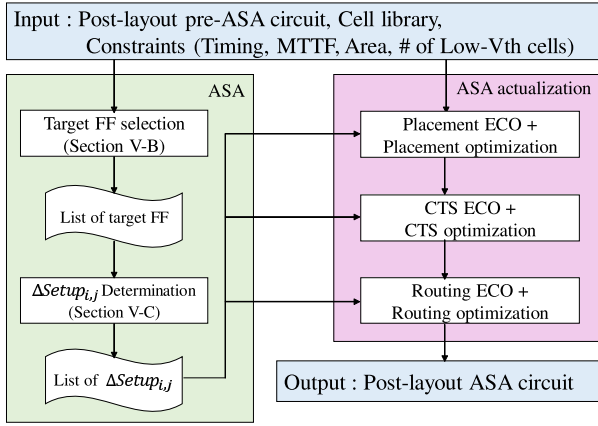 Input : Post-layout pre-ASA circuit, Cell library,
Constraints (Timing, MTTF, Area, # of Low-Vth cells)
ASA
Target FF selection
(Section V-B)
List of target FF
ΔSetup_{i,j} Determination
(Section V-C)
List of ΔSetup_{i,j}
ASA actualization
Placement ECO +
Placement optimization
CTS ECO +
CTS optimization
Routing ECO +
Routing optimization
Output : Post-layout ASA circuit